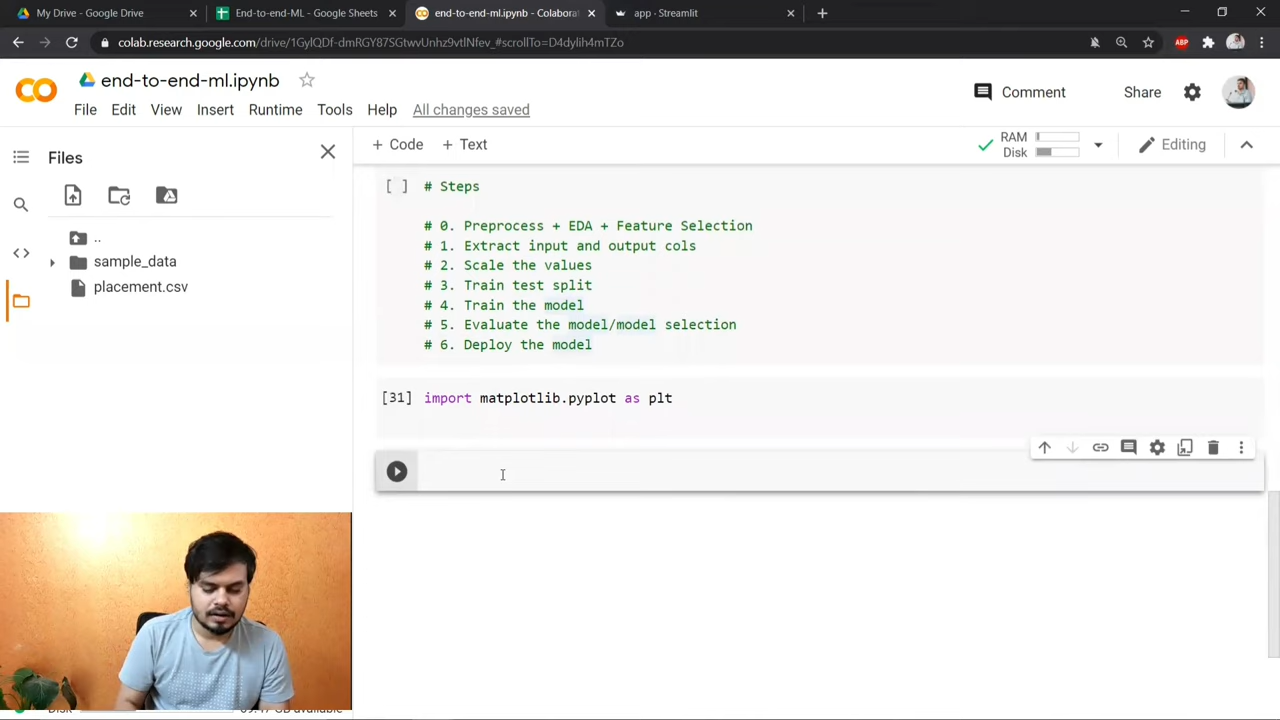 My Drive - Google Drive
End-to-end-ML - Google Sheets
end-to-end-ml.ipynb - Colabora
app · Streamlit
colab.research.google.com/drive/1GylQDf-dmRGY87SGtwvUnhz9vtlNfev_#scrollTo=D4dylih4mTZo
ABP
CO
end-to-end-ml.ipynb
File Edit View Insert Runtime Tools Help All changes saved
Comment
Share
Files
+ Code + Text
RAM
Disk
Editing
..
sample_data
placement.csv
[ ] # Steps
# 0. Preprocess + EDA + Feature Selection
# 1. Extract input and output cols
# 2. Scale the values
# 3. Train test split
# 4. Train the model
# 5. Evaluate the model/model selection
# 6. Deploy the model
[31] import matplotlib.pyplot as plt
Disk available